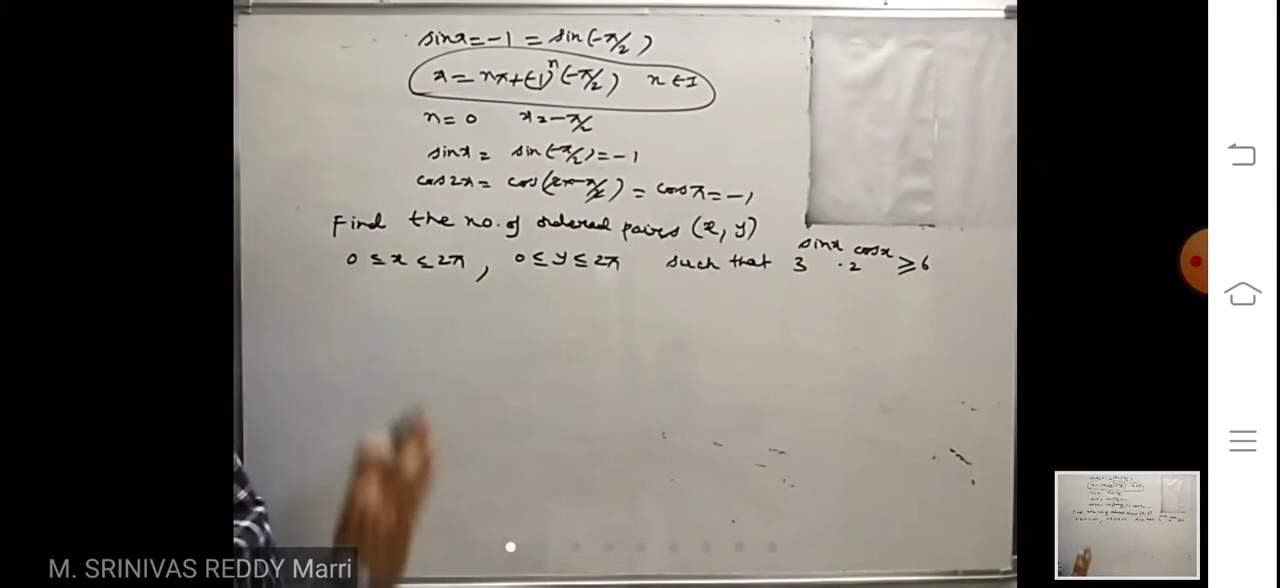 sinx = -1 = sin(-π/2)
x = nπ + (-1)ⁿ (-π/2) n ∈ I
n = 0 x = -π/2
sinx = sin(-π/2) = -1
cos2x = cos(2x-π/2) = cosπ = -1
Find the no. of ordered pairs (x, y)
0 ≤ x ≤ 2π, 0 ≤ y ≤ 2π such that 3^sinx · 2^cosx ≥ 6
M. SRINIVAS REDDY Marri